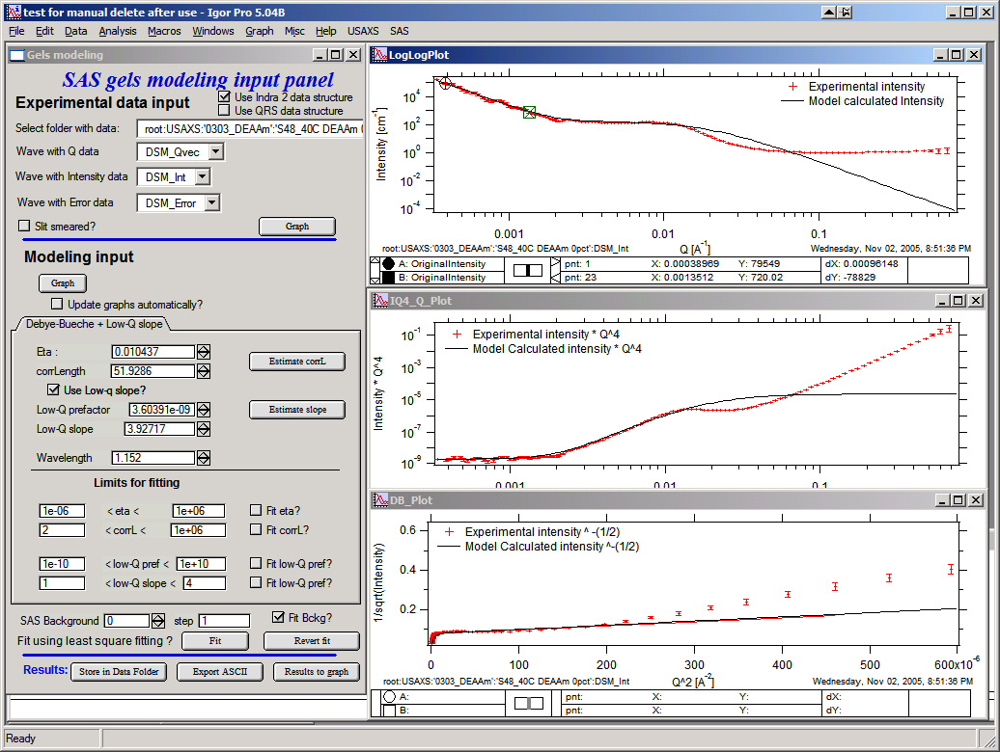 test for manual delete after use - Igor Pro 5.04B
File Edit Data Analysis Macros Windows Graph Misc Help USAXS SAS
Gels modeling
SAS gels modeling input panel
Experimental data input
Use Indra 2 data structure
Use QRS data structure
Select folder with data: root:USAXS:'0303_DEAAm':'S48_40C DEAAm
Wave with Q data DSM_Qvec
Wave with Intensity data DSM_Int
Wave with Error data DSM_Error
Slit smeared? Graph
Modeling input
Graph
Update graphs automatically?
Debye-Bueche + Low-Q slope
Eta : 0.010437 Estimate corrL
corrLength 51.9286
Use Low-q slope?
Low-Q prefactor 3.60391e-09 Estimate slope
Low-Q slope 3.92717
Wavelength 1.152
Limits for fitting
1e-06 < eta < 1e+06 Fit eta?
2 < corrL < 1e+06 Fit corrL?
1e-10 < low-Q pref < 1e+10 Fit low-Q pref?
1 < low-Q slope < 4 Fit low-Q pref?
SAS Background 0 step 1 Fit Bckg?
Fit using least square fitting ? Fit Revert fit
Results: Store in Data Folder Export ASCII Results to graph
LogLogPlot
Experimental intensity
Model calculated Intensity
Intensity [cm⁻¹]
10⁴
10²
10⁰
10⁻²
10⁻⁴
0.001 0.01 0.1
root:USAXS:'0303_DEAAm':'S48_40C DEAAm 0pct':DSM_Int Q [A⁻¹] Wednesday, Nov 02, 2005, 8:51:36 PM
A: OriginalIntensity pnt: 1 X: 0.00038969 Y: 79549 dX: 0.00096148
B: OriginalIntensity pnt: 23 X: 0.0013512 Y: 720.02 dY: -78829
IQ4_Q_Plot
Experimental intensity * Q^4
Model Calculated intensity * Q^4
Intensity * Q^4
10⁻¹
10⁻³
10⁻⁵
10⁻⁷
10⁻⁹
0.001 0.01 0.1
DB_Plot
Experimental intensity ^ -(1/2)
Model Calculated intensity ^-(1/2)
1/sqrt(Intensity)
0.6
0.4
0.2
0 100 200 300 400 500 600x10⁻⁶
root:USAXS:'0303_DEAAm':'S48_40C DEAAm 0pct':DSM_Int Q^2 [A⁻²] Wednesday, Nov 02, 2005, 8:51:36 PM
A: pnt: X: Y: dX:
B: pnt: X: Y: dY:
Ready